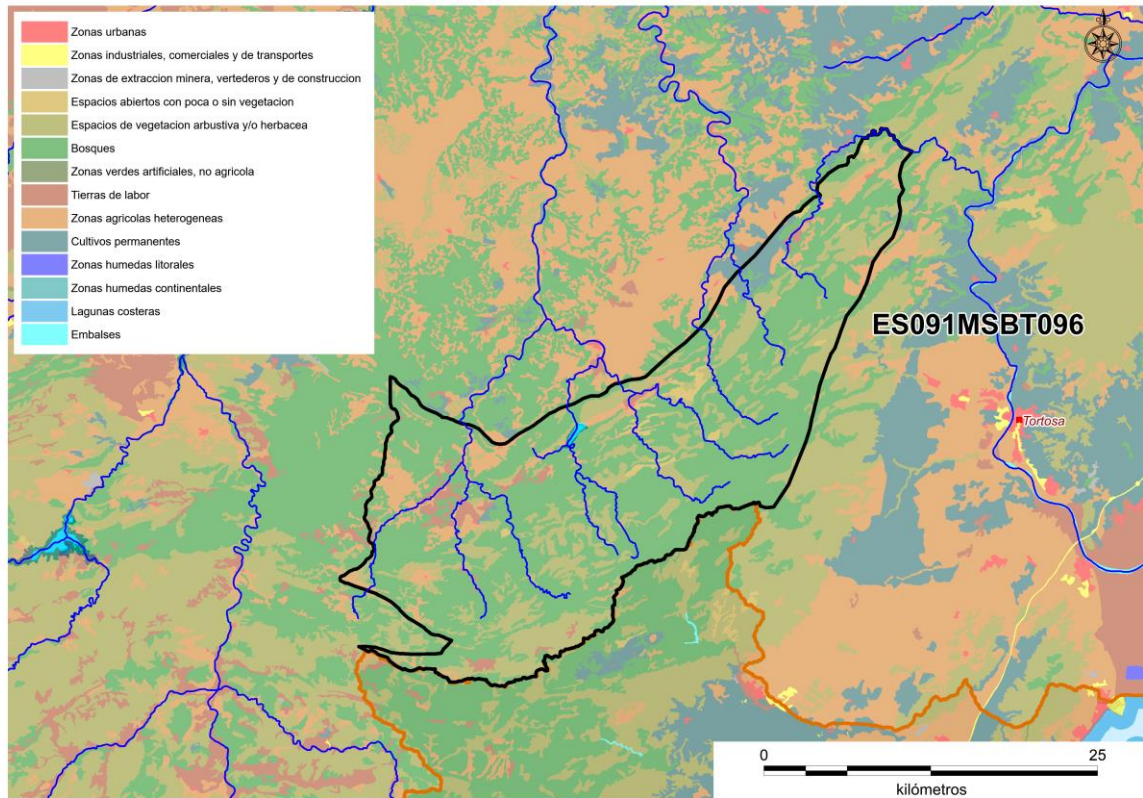 Zonas urbanas
Zonas industriales, comerciales y de transportes
Zonas de extraccion minera, vertederos y de construccion
Espacios abiertos con poca o sin vegetacion
Espacios de vegetacion arbustiva y/o herbacea
Bosques
Zonas verdes artificiales, no agricola
Tierras de labor
Zonas agricolas heterogeneas
Cultivos permanentes
Zonas humedas litorales
Zonas humedas continentales
Lagunas costeras
Embalses
ES091MSBT096
Tortosa
0 25
kilómetros